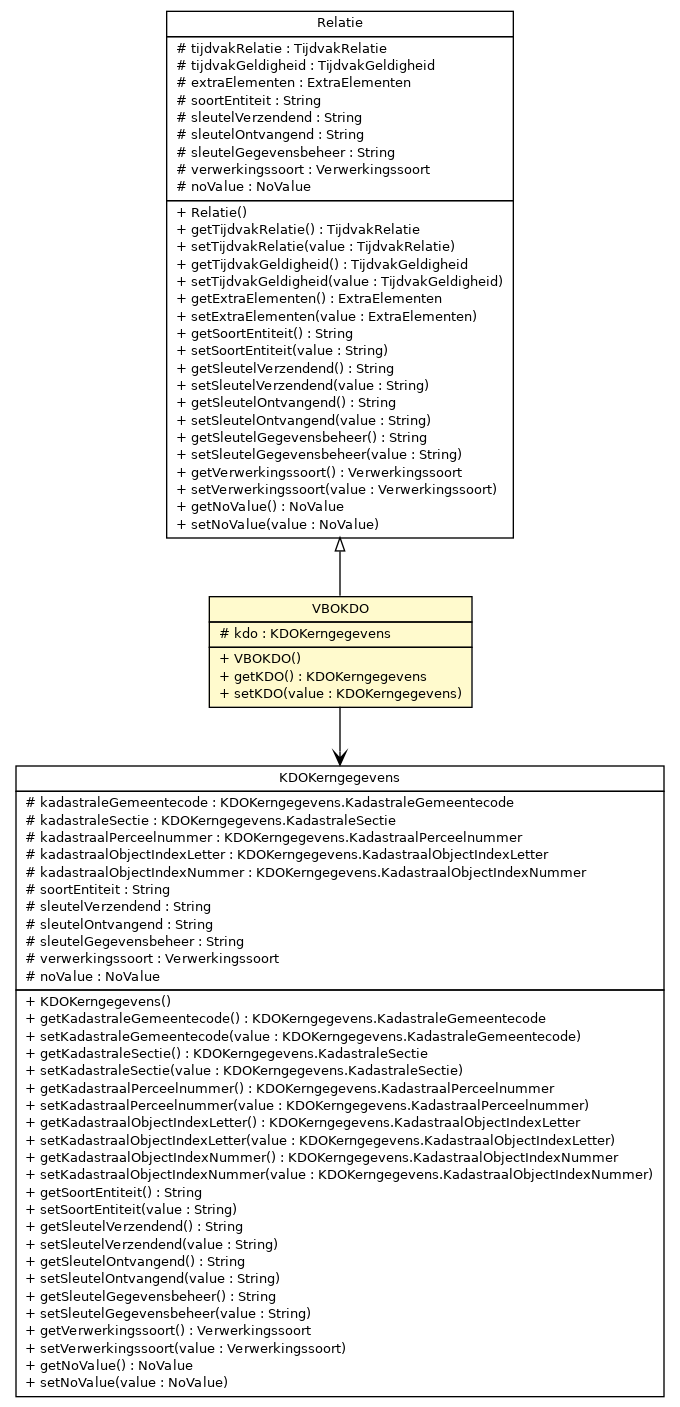 Relatie
# tijdvakRelatie : TijdvakRelatie
# tijdvakGeldigheid : TijdvakGeldigheid
# extraElementen : ExtraElementen
# soortEntiteit : String
# sleutelVerzendend : String
# sleutelOntvangend : String
# sleutelGegevensbeheer : String
# verwerkingssoort : Verwerkingssoort
# noValue : NoValue
+ Relatie()
+ getTijdvakRelatie() : TijdvakRelatie
+ setTijdvakRelatie(value : TijdvakRelatie)
+ getTijdvakGeldigheid() : TijdvakGeldigheid
+ setTijdvakGeldigheid(value : TijdvakGeldigheid)
+ getExtraElementen() : ExtraElementen
+ setExtraElementen(value : ExtraElementen)
+ getSoortEntiteit() : String
+ setSoortEntiteit(value : String)
+ getSleutelVerzendend() : String
+ setSleutelVerzendend(value : String)
+ getSleutelOntvangend() : String
+ setSleutelOntvangend(value : String)
+ getSleutelGegevensbeheer() : String
+ setSleutelGegevensbeheer(value : String)
+ getVerwerkingssoort() : Verwerkingssoort
+ setVerwerkingssoort(value : Verwerkingssoort)
+ getNoValue() : NoValue
+ setNoValue(value : NoValue)
VBOKDO
# kdo : KDOKerngegevens
+ VBOKDO()
+ getKDO() : KDOKerngegevens
+ setKDO(value : KDOKerngegevens)
KDOKerngegevens
# kadastraleGemeentecode : KDOKerngegevens.KadastraleGemeentecode
# kadastraleSectie : KDOKerngegevens.KadastraleSectie
# kadastraalPerceelnummer : KDOKerngegevens.KadastraalPerceelnummer
# kadastraalObjectIndexLetter : KDOKerngegevens.KadastraalObjectIndexLetter
# kadastraalObjectIndexNummer : KDOKerngegevens.KadastraalObjectIndexNummer
# soortEntiteit : String
# sleutelVerzendend : String
# sleutelOntvangend : String
# sleutelGegevensbeheer : String
# verwerkingssoort : Verwerkingssoort
# noValue : NoValue
+ KDOKerngegevens()
+ getKadastraleGemeentecode() : KDOKerngegevens.KadastraleGemeentecode
+ setKadastraleGemeentecode(value : KDOKerngegevens.KadastraleGemeentecode)
+ getKadastraleSectie() : KDOKerngegevens.KadastraleSectie
+ setKadastraleSectie(value : KDOKerngegevens.KadastraleSectie)
+ getKadastraalPerceelnummer() : KDOKerngegevens.KadastraalPerceelnummer
+ setKadastraalPerceelnummer(value : KDOKerngegevens.KadastraalPerceelnummer)
+ getKadastraalObjectIndexLetter() : KDOKerngegevens.KadastraalObjectIndexLetter
+ setKadastraalObjectIndexLetter(value : KDOKerngegevens.KadastraalObjectIndexLetter)
+ getKadastraalObjectIndexNummer() : KDOKerngegevens.KadastraalObjectIndexNummer
+ setKadastraalObjectIndexNummer(value : KDOKerngegevens.KadastraalObjectIndexNummer)
+ getSoortEntiteit() : String
+ setSoortEntiteit(value : String)
+ getSleutelVerzendend() : String
+ setSleutelVerzendend(value : String)
+ getSleutelOntvangend() : String
+ setSleutelOntvangend(value : String)
+ getSleutelGegevensbeheer() : String
+ setSleutelGegevensbeheer(value : String)
+ getVerwerkingssoort() : Verwerkingssoort
+ setVerwerkingssoort(value : Verwerkingssoort)
+ getNoValue() : NoValue
+ setNoValue(value : NoValue)